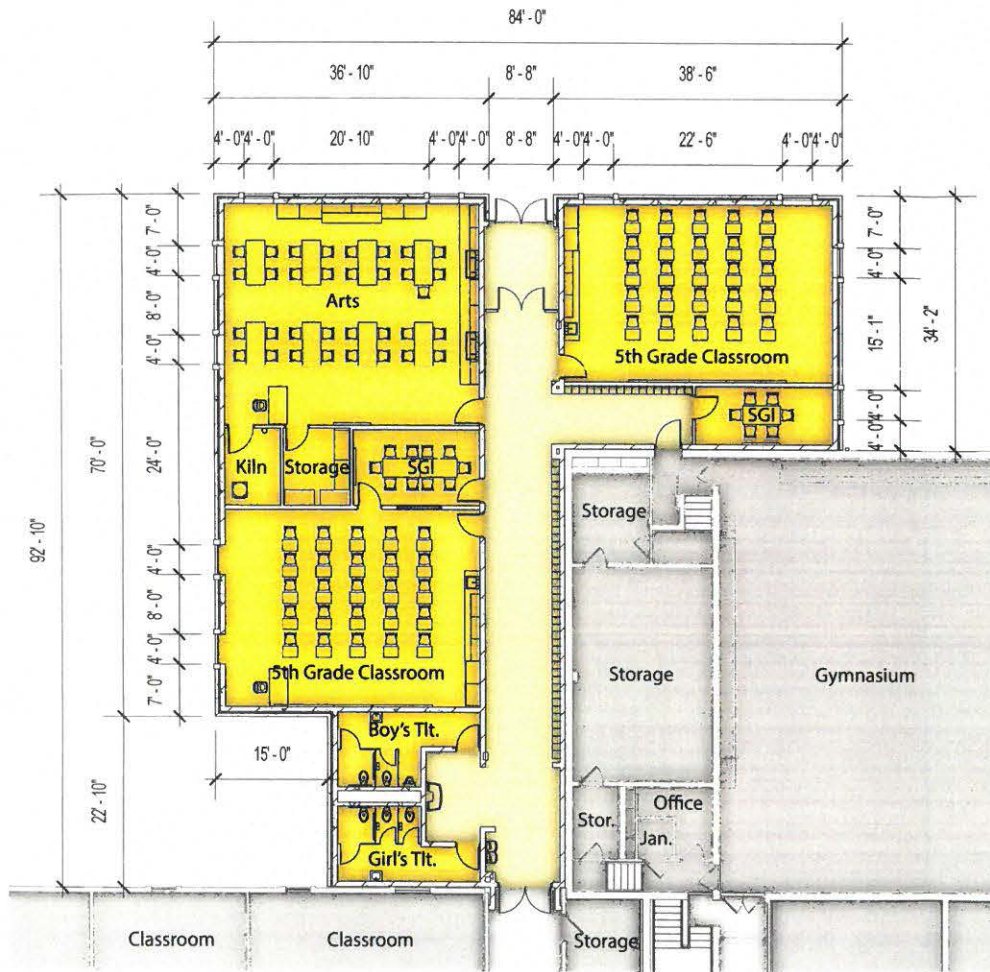 84' - 0"
36' - 10"
8' - 8"
38' - 6"
4' - 0"
4' - 0"
20' - 10"
4' - 0"
4' - 0"
8' - 8"
4' - 0"
4' - 0"
22' - 6"
4' - 0"
4' - 0"
92' - 10"
70' - 0"
22' - 10"
7' - 0"
4' - 0"
8' - 0"
4' - 0"
24' - 0"
4' - 0"
8' - 0"
4' - 0"
7' - 0"
15' - 0"
7' - 0"
4' - 0"
15' - 1"
4' - 0"
4' - 0"
34' - 2"
Arts
5th Grade Classroom
SGI
Kiln
Storage
SGI
Storage
5th Grade Classroom
Storage
Gymnasium
Boy's Tlt.
Office
Stor.
Jan.
Girl's Tlt.
Classroom
Classroom
Storage